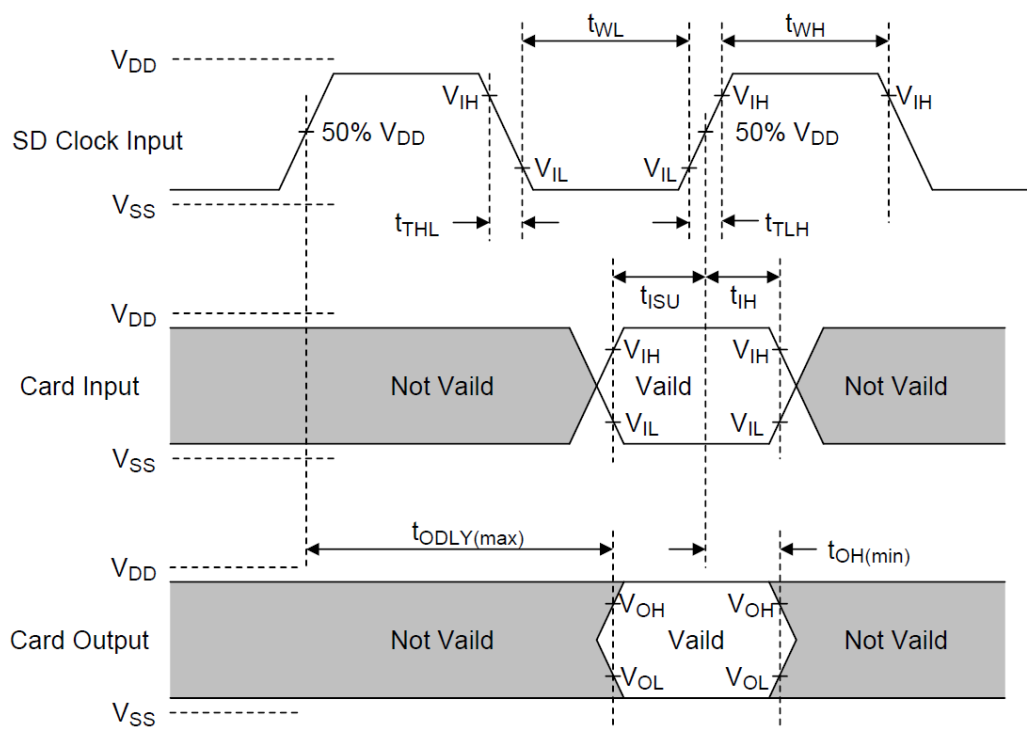 tWL
tWH
VDD
VIH
VIH
VIH
SD Clock Input
50% VDD
50% VDD
VIL
VIL
VSS
tTHL
tTLH
tISU
tIH
VDD
VIH
VIH
Card Input
Not Vaild
Vaild
Not Vaild
VIL
VIL
VSS
tODLY(max)
tOH(min)
VDD
VOH
VOH
Card Output
Not Vaild
Vaild
Not Vaild
VOL
VOL
VSS